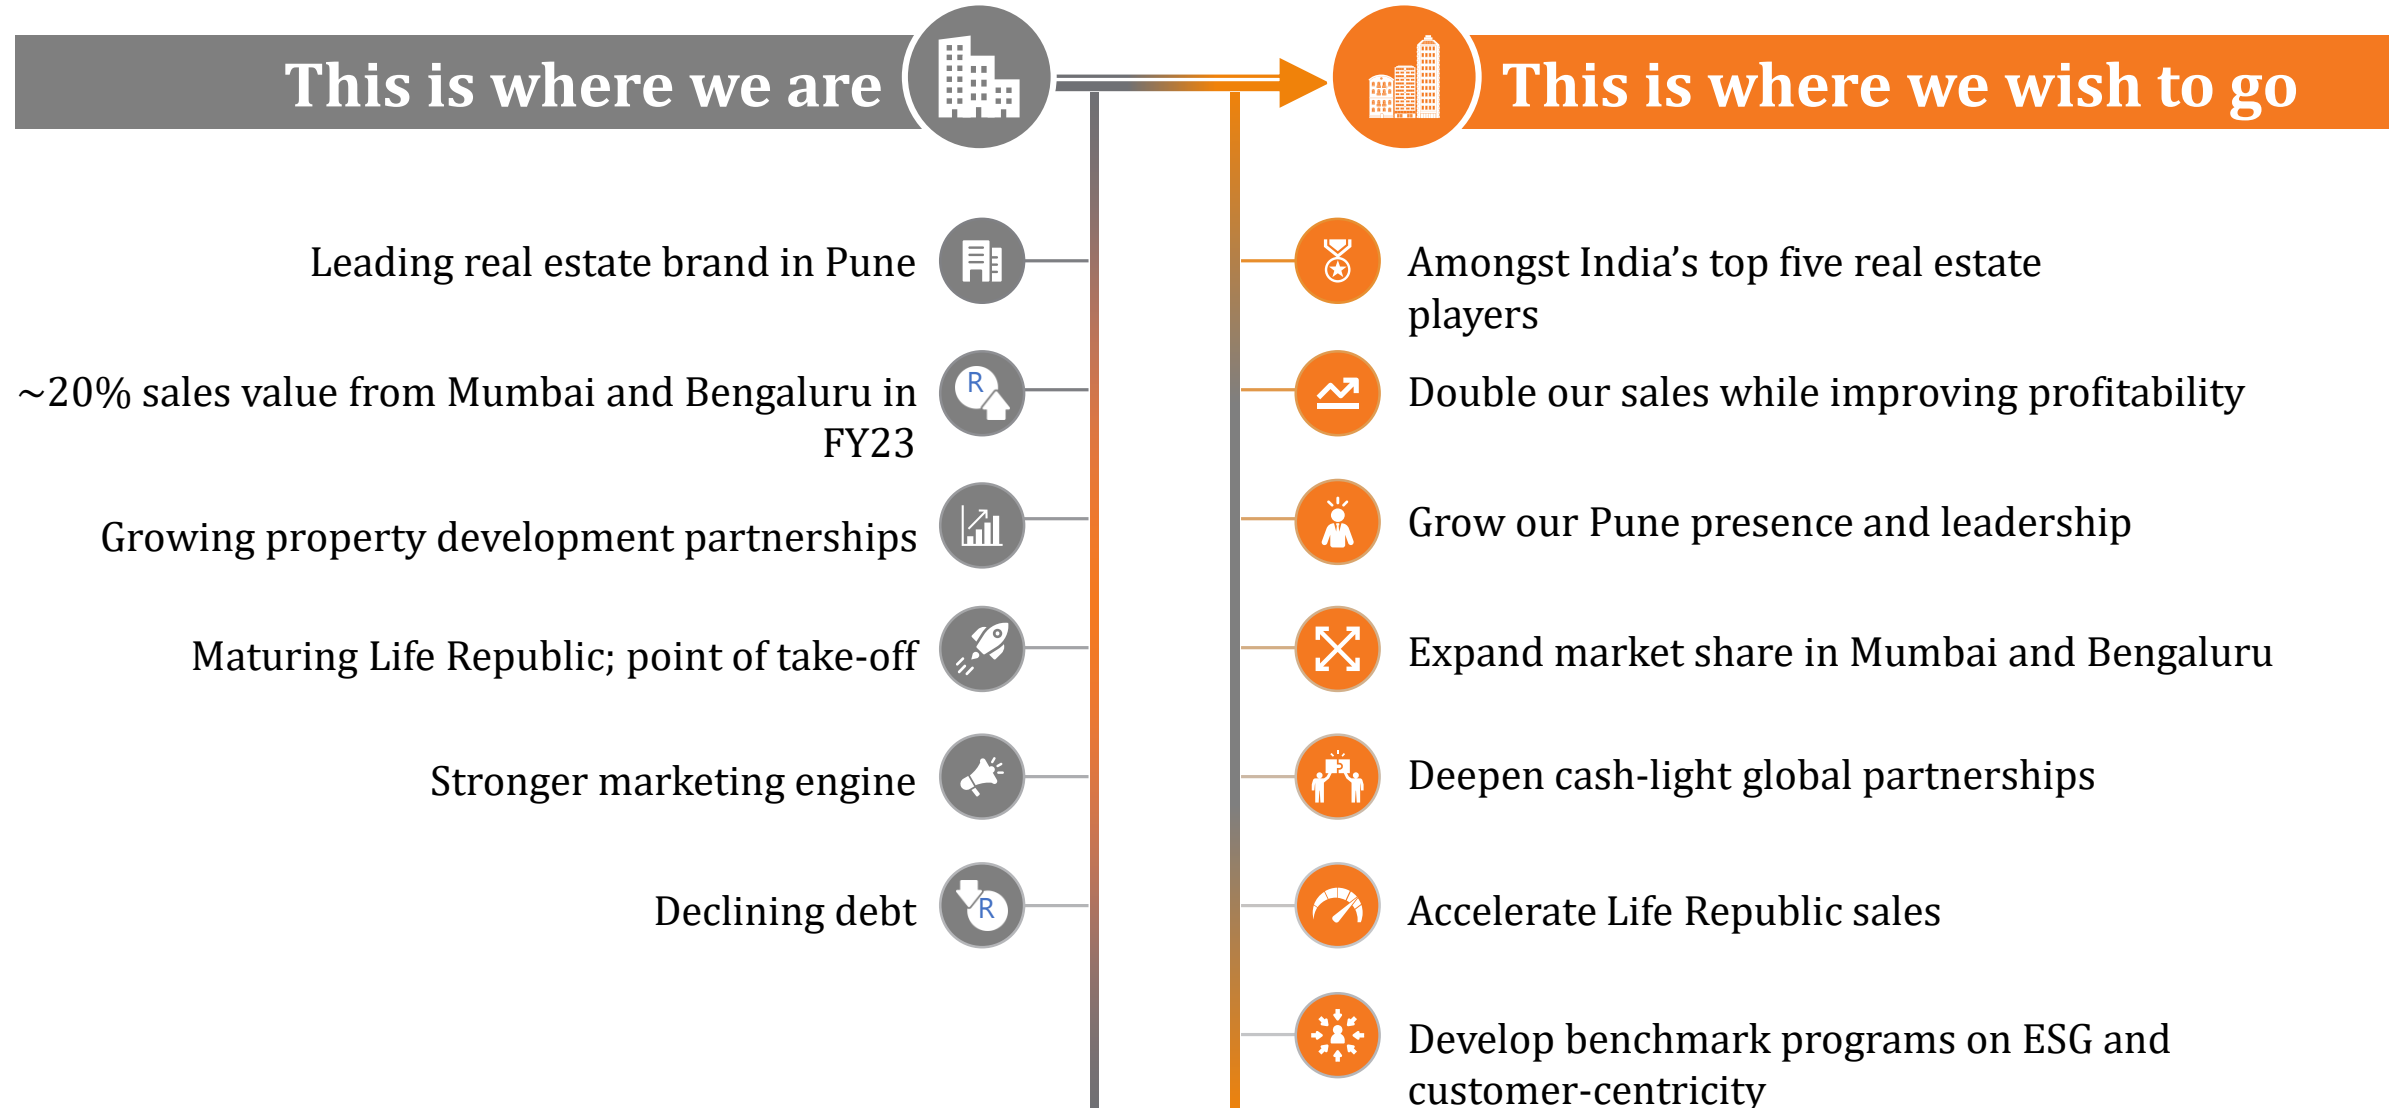 This is where we are
Leading real estate brand in Pune
~20% sales value from Mumbai and Bengaluru in
FY23
R
Growing property development partnerships
Maturing Life Republic; point of take-off
Stronger marketing engine
Declining debt
R
This is where we wish to go
Amongst India’s top five real estate
players
Double our sales while improving profitability
Grow our Pune presence and leadership
Expand market share in Mumbai and Bengaluru
Deepen cash-light global partnerships
Accelerate Life Republic sales
Develop benchmark programs on ESG and
customer-centricity